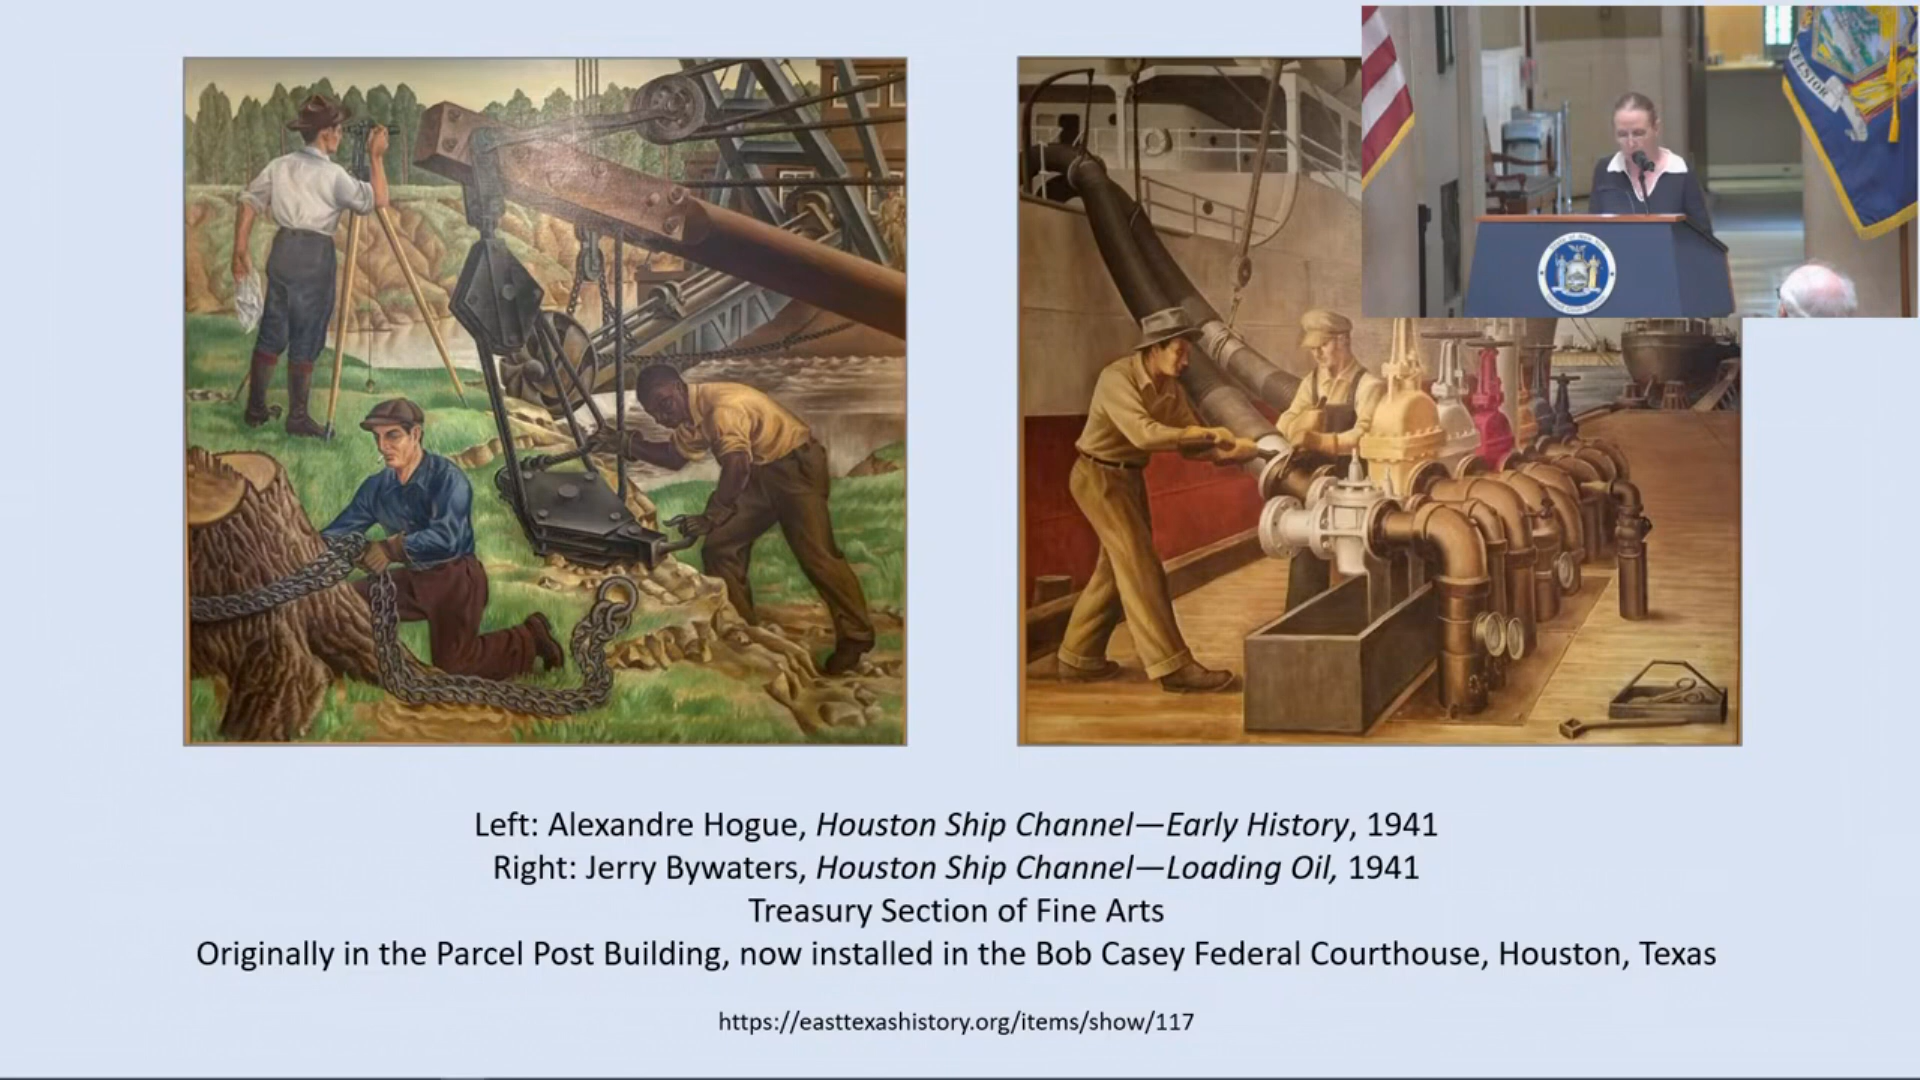 CELSIOR
Left: Alexandre Hogue, Houston Ship Channel—Early History, 1941
Right: Jerry Bywaters, Houston Ship Channel—Loading Oil, 1941
Treasury Section of Fine Arts
Originally in the Parcel Post Building, now installed in the Bob Casey Federal Courthouse, Houston, Texas
https://easttexashistory.org/items/show/117